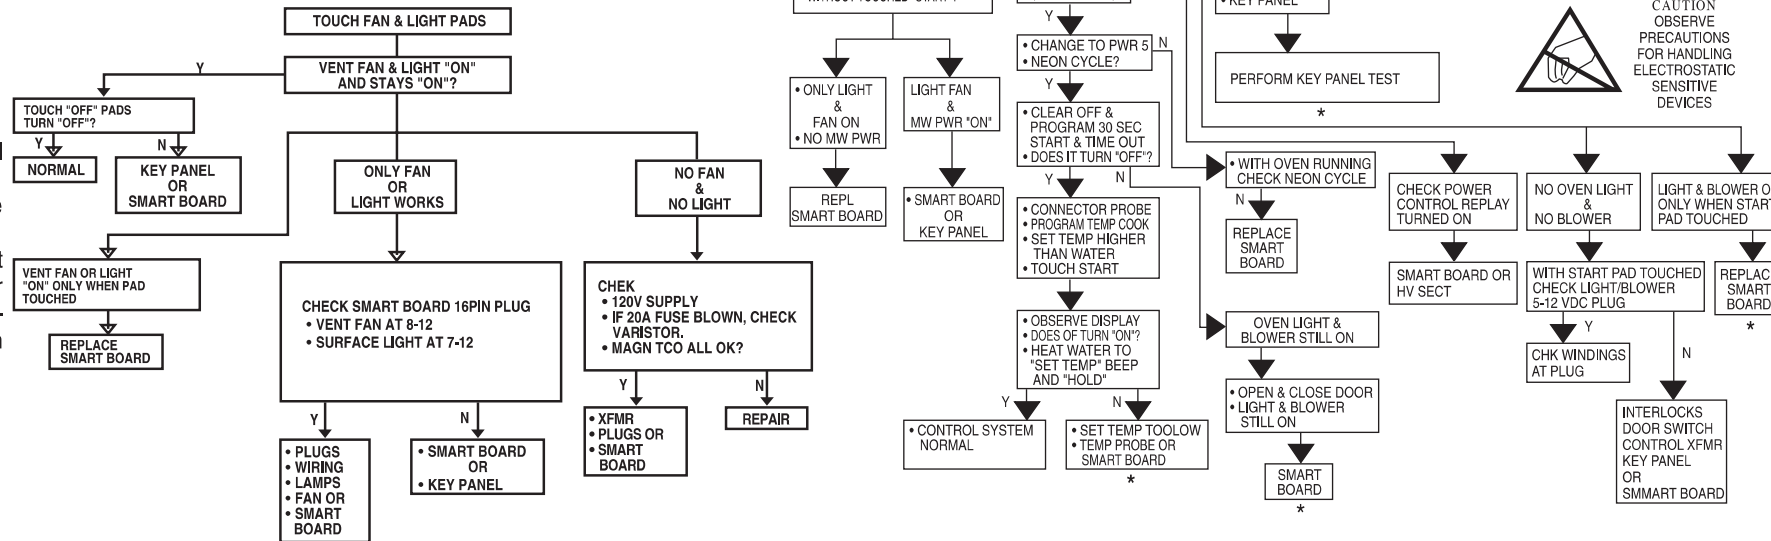 TOUCH FAN & LIGHT PADS
VENT FAN & LIGHT "ON"
AND STAYS "ON"?
Y
TOUCH "OFF" PADS
TURN "OFF"?
Y
N
NORMAL
KEY PANEL
OR
SMART BOARD
ONLY FAN
OR
LIGHT WORKS
NO FAN
&
NO LIGHT
VENT FAN OR LIGHT
"ON" ONLY WHEN PAD
TOUCHED
REPLACE
SMART BOARD
CHECK SMART BOARD 16PIN PLUG
• VENT FAN AT 8-12
• SURFACE LIGHT AT 7-12
Y
N
• PLUGS
• WIRING
• LAMPS
• FAN OR
• SMART
BOARD
• SMART BOARD
OR
• KEY PANEL
CHEK
• 120V SUPPLY
• IF 20A FUSE BLOWN, CHECK
VARISTOR.
• MAGN TCO ALL OK?
Y
N
• XFMR
• PLUGS OR
• SMART
BOARD
REPAIR
• ONLY LIGHT
&
FAN ON
• NO MW PWR
REPL
SMART BOARD
LIGHT FAN
&
MW PWR "ON"
• SMART BOARD
OR
KEY PANEL
Y
• CHANGE TO PWR 5
• NEON CYCLE?
N
Y
• CLEAR OFF &
PROGRAM 30 SEC
START & TIME OUT
• DOES IT TURN "OFF"?
Y
N
• CONNECTOR PROBE
• PROGRAM TEMP COOK
• SET TEMP HIGHER
THAN WATER
• TOUCH START
• OBSERVE DISPLAY
• DOES OF TURN "ON"?
• HEAT WATER TO
"SET TEMP" BEEP
AND "HOLD"
Y
N
• CONTROL SYSTEM
NORMAL
• SET TEMP TOOLOW
• TEMP PROBE OR
SMART BOARD
*
• KEY PANEL
PERFORM KEY PANEL TEST
*
• WITH OVEN RUNNING
CHECK NEON CYCLE
N
REPLACE
SMART
BOARD
OVEN LIGHT &
BLOWER STILL ON
• OPEN & CLOSE DOOR
• LIGHT & BLOWER
STILL ON
SMART
BOARD
*
CHECK POWER
CONTROL REPLAY
TURNED ON
SMART BOARD OR
HV SECT
NO OVEN LIGHT
&
NO BLOWER
WITH START PAD TOUCHED
CHECK LIGHT/BLOWER
5-12 VDC PLUG
Y
N
CHK WINDINGS
AT PLUG
INTERLOCKS
DOOR SWITCH
CONTROL XFMR
KEY PANEL
OR
SMMART BOARD
LIGHT & BLOWER O
ONLY WHEN START
PAD TOUCHED
REPLAC
SMART
BOARD
*
CAUTION
OBSERVE
PRECAUTIONS
FOR HANDLING
ELECTROSTATIC
SENSITIVE
DEVICES